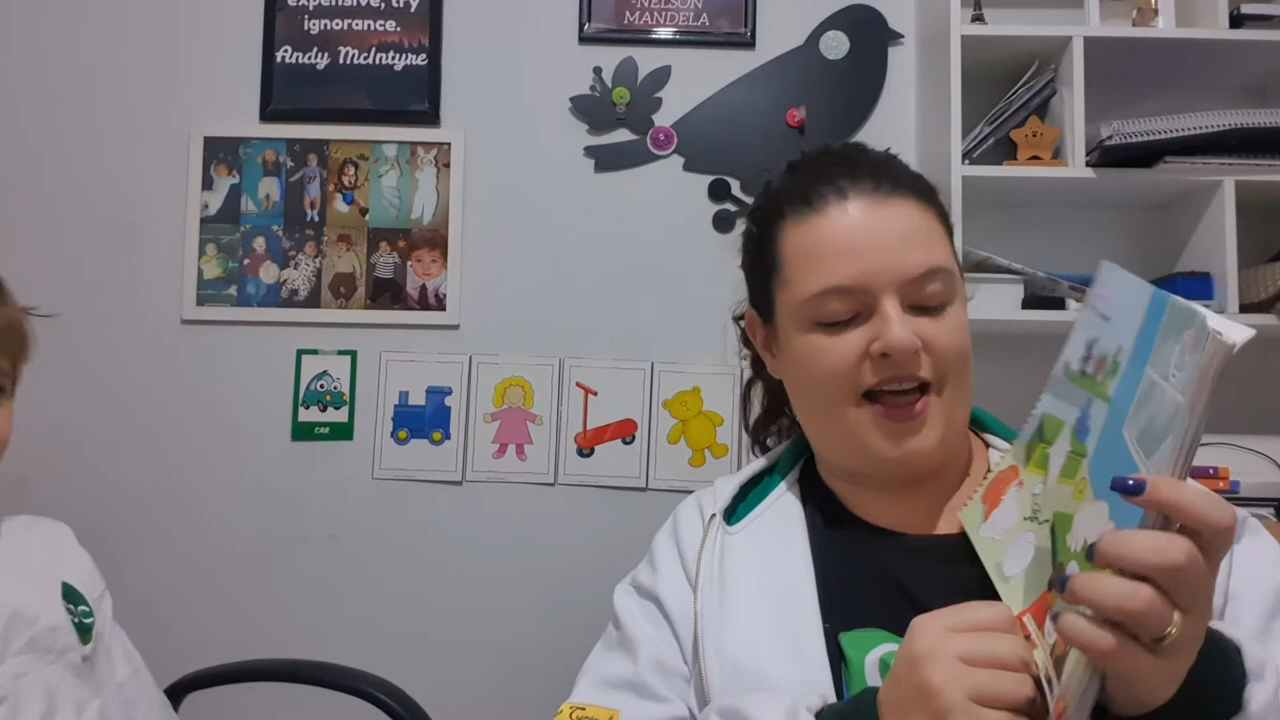 expensive, try
ignorance.
Andy McIntyre
-NELSON
MANDELA
CAR